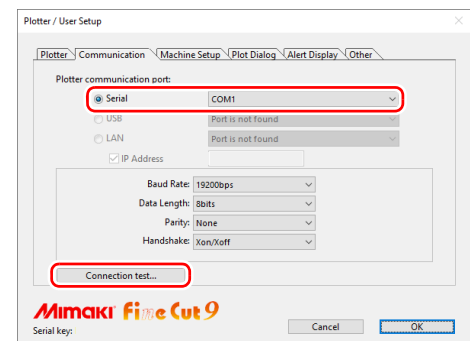 Plotter / User Setup
Plotter Communication Machine Setup Plot Dialog Alert Display Other
Plotter communication port:
Serial COM1
USB Port is not found
LAN Port is not found
IP Address
Baud Rate: 19200bps
Data Length: 8bits
Parity: None
Handshake: Xon/Xoff
Connection test...
Mimaki Fine Cut 9
Serial key:
Cancel OK